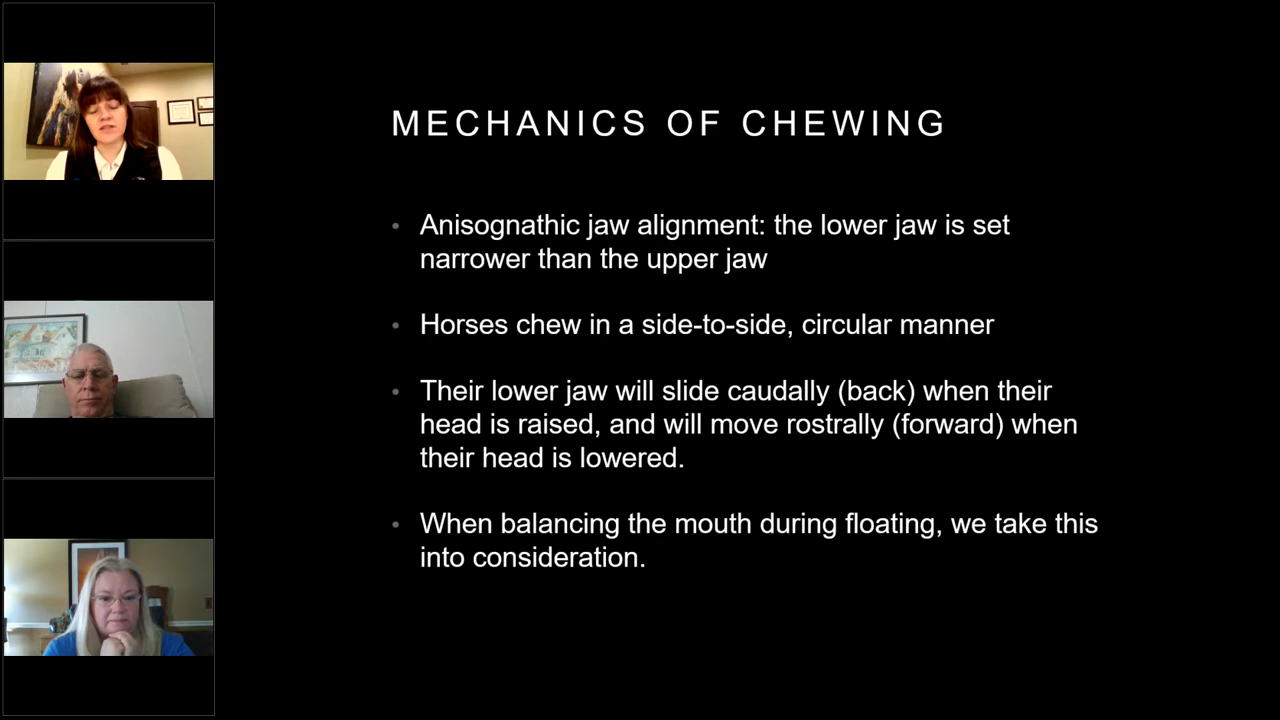 MECHANICS OF CHEWING
• Anisognathic jaw alignment: the lower jaw is set
narrower than the upper jaw
• Horses chew in a side-to-side, circular manner
• Their lower jaw will slide caudally (back) when their
head is raised, and will move rostrally (forward) when
their head is lowered.
• When balancing the mouth during floating, we take this
into consideration.